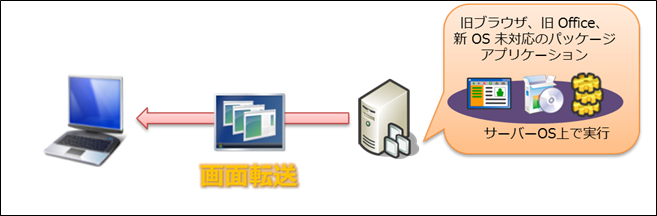 旧ブラウザ、旧 Office、
新 OS 未対応のパッケージ
アプリケーション
サーバーOS上で実行
画面転送